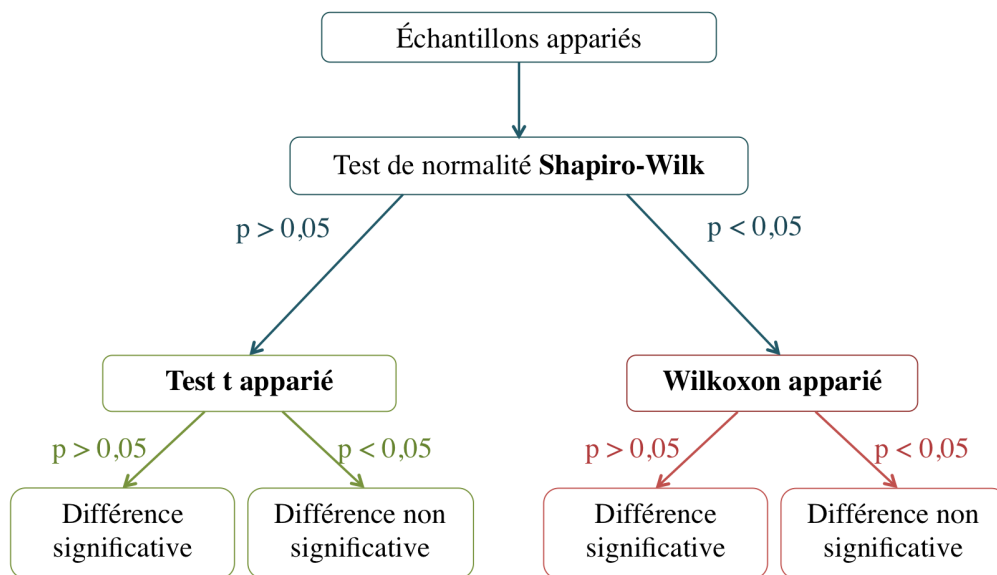 Échantillons appariés
Test de normalité Shapiro-Wilk
p > 0,05
p < 0,05
Test t apparié
Wilkoxon apparié
p > 0,05
p < 0,05
p > 0,05
p < 0,05
Différence
significative
Différence non
significative
Différence
significative
Différence non
significative